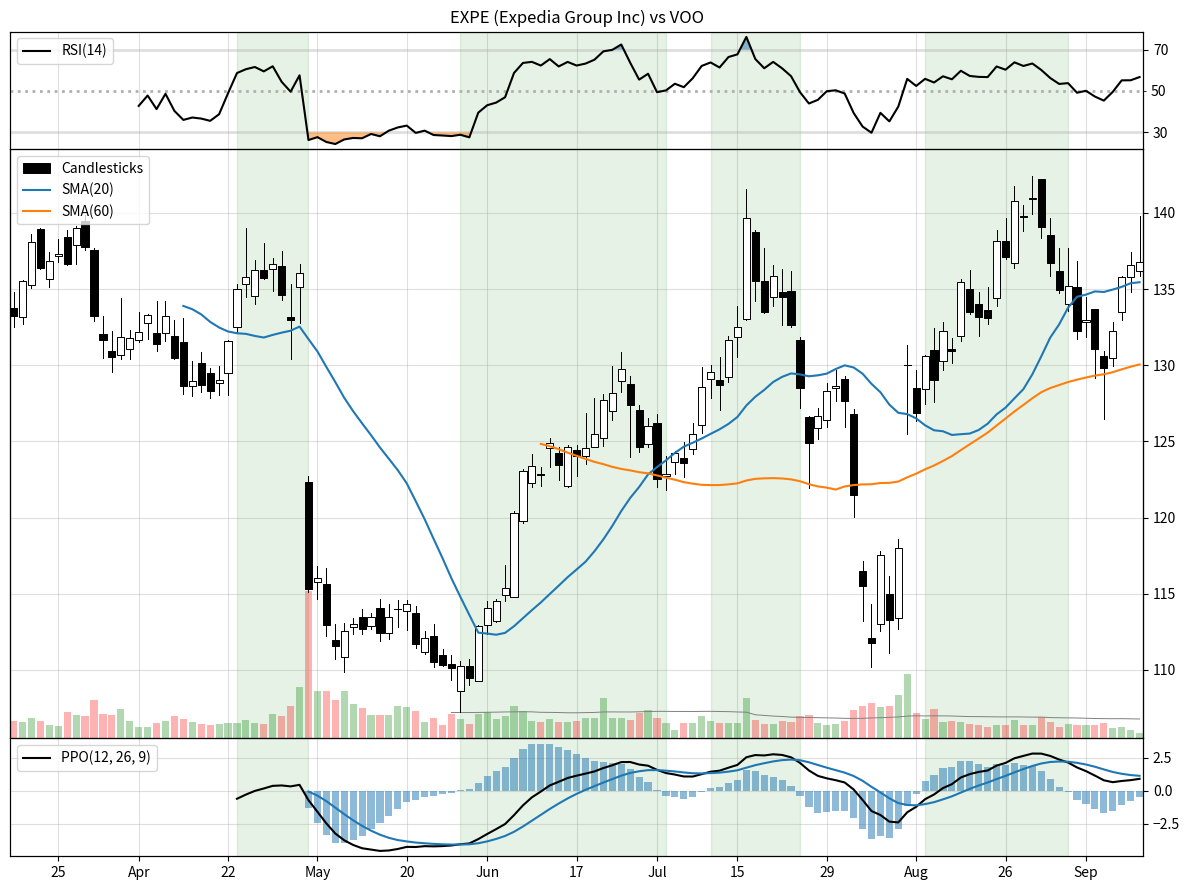 EXPE (Expedia Group Inc) vs VOO
RSI(14)
70
50
30
Candlesticks
SMA(20)
SMA(60)
140
135
130
125
120
115
110
PPO(12, 26, 9)
2.5
0.0
−2.5
25 Apr 22 May 20 Jun 17 Jul 15 29 Aug 26 Sep